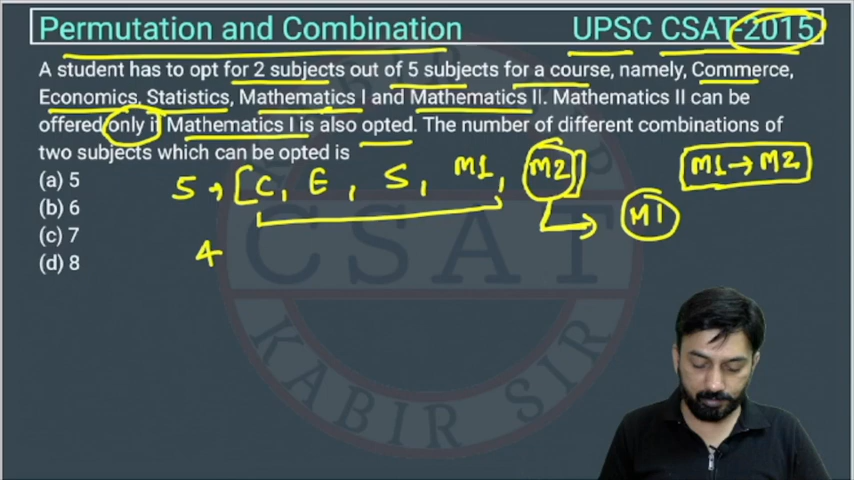 Permutation and Combination UPSC CSAT-2015
A student has to opt for 2 subjects out of 5 subjects for a course, namely, Commerce,
Economics, Statistics, Mathematics I and Mathematics II. Mathematics II can be
offered only if Mathematics I is also opted. The number of different combinations of
two subjects which can be opted is
(a) 5
(b) 6
(c) 7
(d) 8
5 → [C, E, S, M1, M2]
M1 → M2
M1
4
CSAT
KABIR SIR